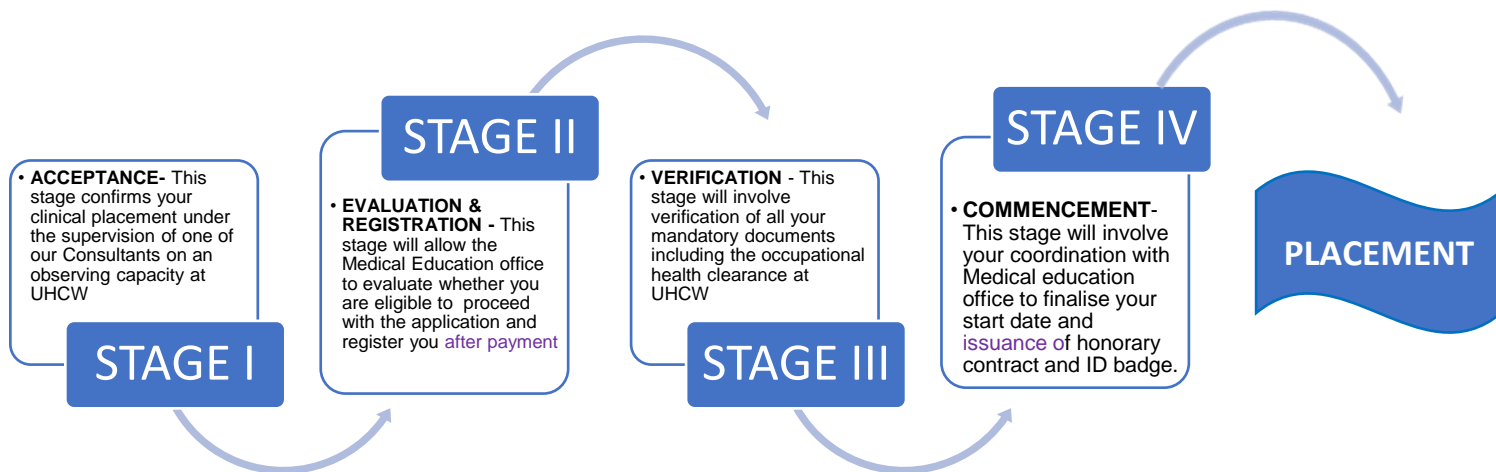 • ACCEPTANCE- This
stage confirms your
clinical placement under
the supervision of one of
our Consultants on an
observing capacity at
UHCW
STAGE I
STAGE II
• EVALUATION &
REGISTRATION - This
stage will allow the
Medical Education office
to evaluate whether you
are eligible to proceed
with the application and
register you after payment
• VERIFICATION - This
stage will involve
verification of all your
mandatory documents
including the occupational
health clearance at
UHCW
STAGE III
STAGE IV
• COMMENCEMENT-
This stage will involve
your coordination with
Medical education
office to finalise your
start date and
issuance of honorary
contract and ID badge.
PLACEMENT